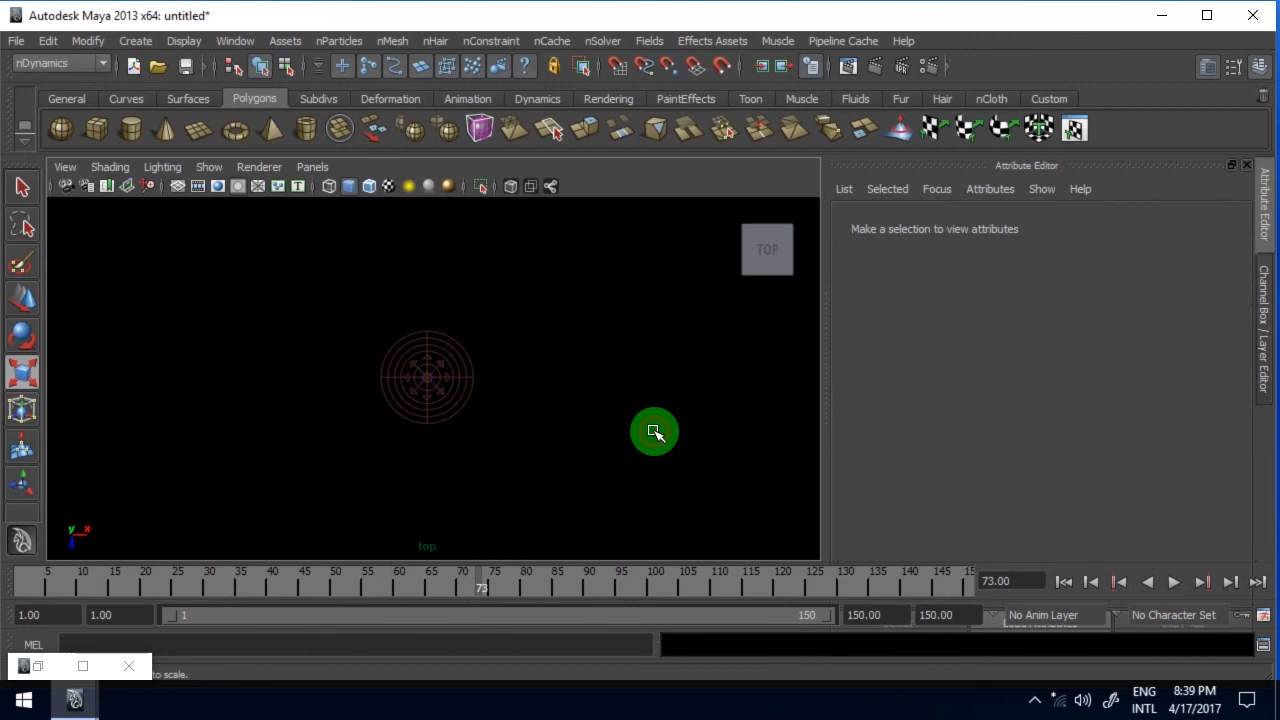 Autodesk Maya 2013 x64: untitled*
File Edit Modify Create Display Window Assets nParticles nMesh nHair nConstraint nCache nSolver Fields Effects Assets Muscle Pipeline Cache Help
nDynamics
General Curves Surfaces Polygons Subdivs Deformation Animation Dynamics Rendering PaintEffects Toon Muscle Fluids Fur Hair nCloth Custom
View Shading Lighting Show Renderer Panels
Attribute Editor
List Selected Focus Attributes Show Help
Make a selection to view attributes
TOP
Attribute Editor
Channel Box / Layer Editor
y x
top
5 10 15 20 25 30 35 40 45 50 55 60 65 70 75 80 85 90 95 100 105 110 115 120 125 130 135 140 145 15
73
73.00
1.00 1.00 1 150 150.00 150.00 No Anim Layer No Character Set
MEL
to scale.
ENG
INTL
8:39 PM
4/17/2017